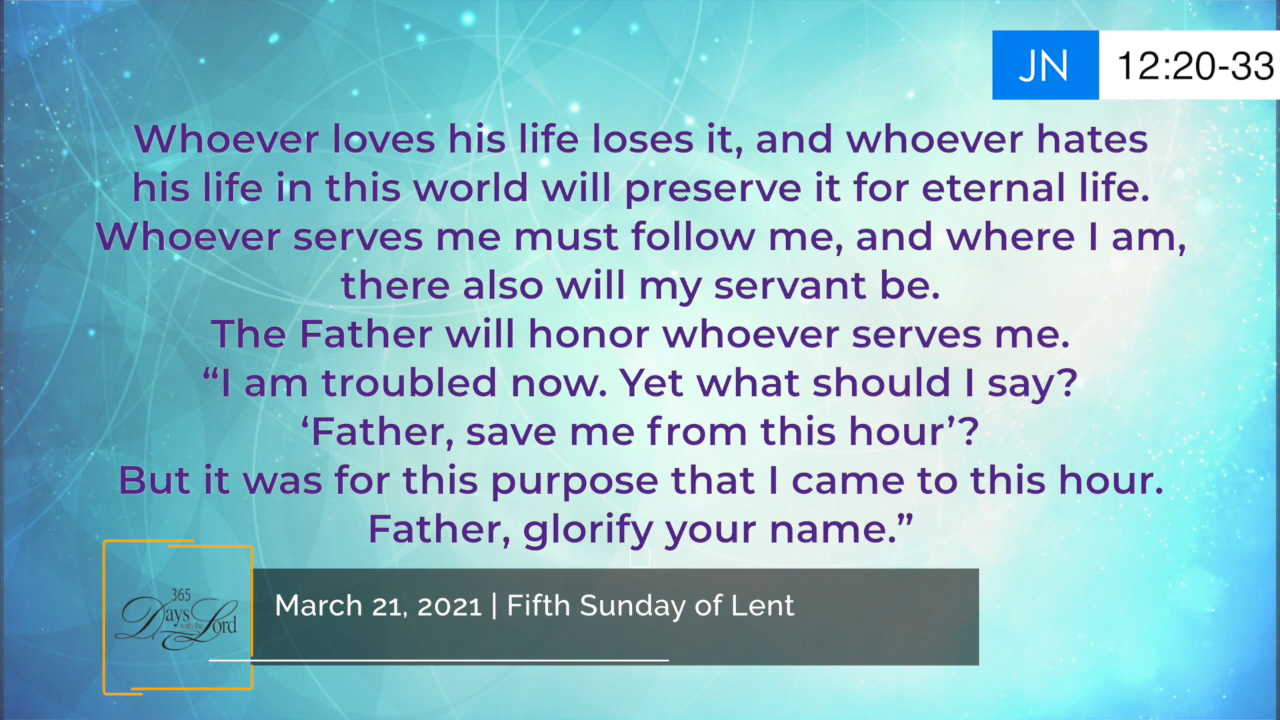 JN 12:20-33
Whoever loves his life loses it, and whoever hates
his life in this world will preserve it for eternal life.
Whoever serves me must follow me, and where I am,
there also will my servant be.
The Father will honor whoever serves me.
“I am troubled now. Yet what should I say?
‘Father, save me from this hour’?
But it was for this purpose that I came to this hour.
Father, glorify your name.”
365
Days with the Lord
March 21, 2021 | Fifth Sunday of Lent